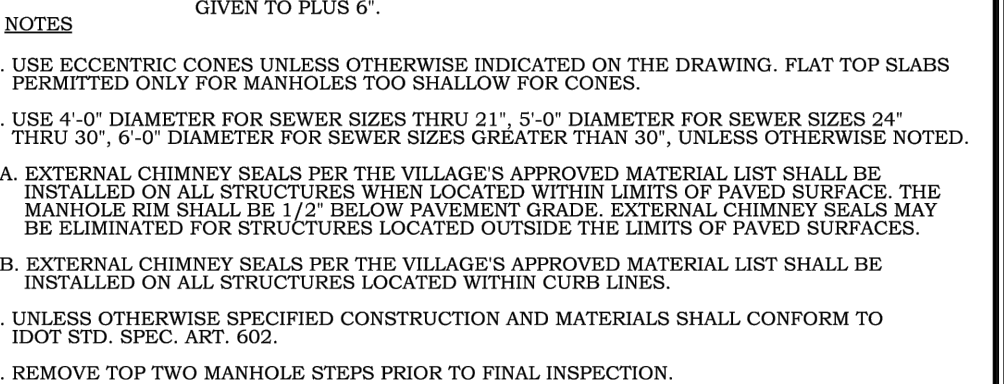 GIVEN TO PLUS 6".
NOTES
. USE ECCENTRIC CONES UNLESS OTHERWISE INDICATED ON THE DRAWING. FLAT TOP SLABS
PERMITTED ONLY FOR MANHOLES TOO SHALLOW FOR CONES.
. USE 4'-0" DIAMETER FOR SEWER SIZES THRU 21", 5'-0" DIAMETER FOR SEWER SIZES 24"
THRU 30", 6'-0" DIAMETER FOR SEWER SIZES GREATER THAN 30", UNLESS OTHERWISE NOTED.
A. EXTERNAL CHIMNEY SEALS PER THE VILLAGE'S APPROVED MATERIAL LIST SHALL BE
INSTALLED ON ALL STRUCTURES WHEN LOCATED WITHIN LIMITS OF PAVED SURFACE. THE
MANHOLE RIM SHALL BE 1/2" BELOW PAVEMENT GRADE. EXTERNAL CHIMNEY SEALS MAY
BE ELIMINATED FOR STRUCTURES LOCATED OUTSIDE THE LIMITS OF PAVED SURFACES.
B. EXTERNAL CHIMNEY SEALS PER THE VILLAGE'S APPROVED MATERIAL LIST SHALL BE
INSTALLED ON ALL STRUCTURES LOCATED WITHIN CURB LINES.
. UNLESS OTHERWISE SPECIFIED CONSTRUCTION AND MATERIALS SHALL CONFORM TO
IDOT STD. SPEC. ART. 602.
. REMOVE TOP TWO MANHOLE STEPS PRIOR TO FINAL INSPECTION.